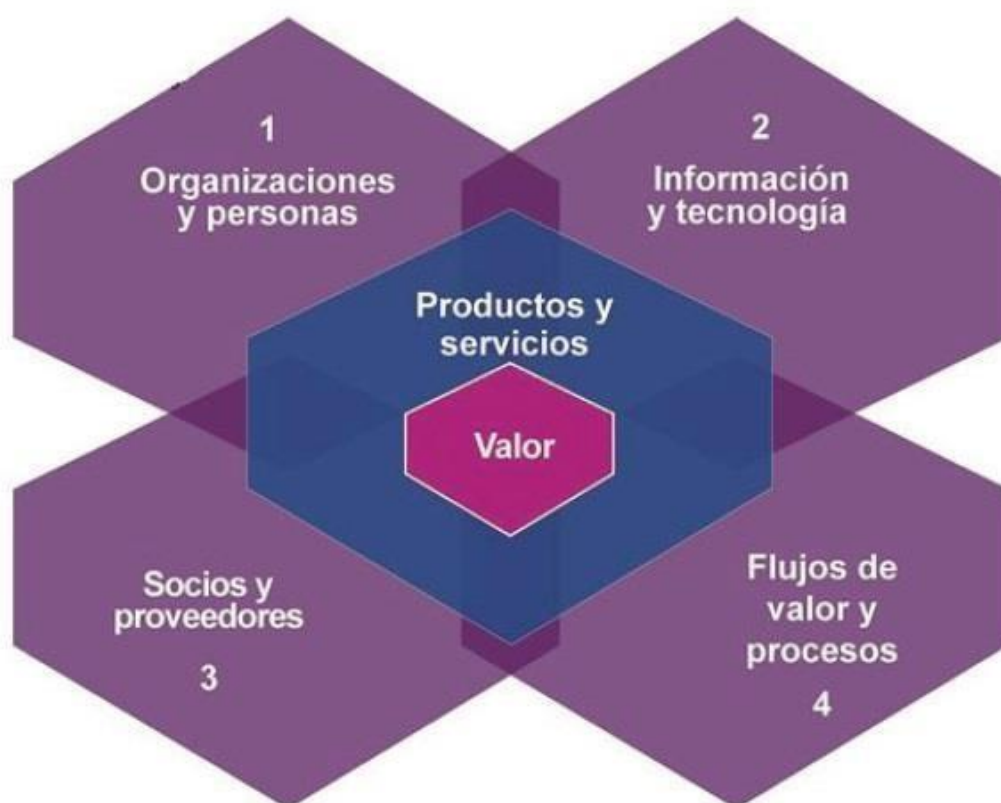 1
Organizaciones
y personas
2
Información
y tecnología
Productos y
servicios
Valor
Socios y
proveedores
3
Flujos de
valor y
procesos
4